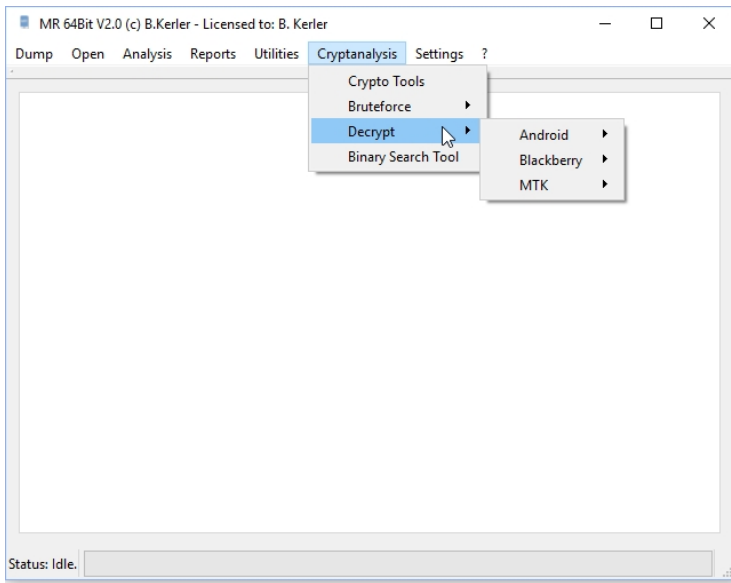 MR 64Bit V2.0 (c) B.Kerler - Licensed to: B. Kerler
Dump Open Analysis Reports Utilities Cryptanalysis Settings ?
Crypto Tools
Bruteforce
Decrypt
Binary Search Tool
Android
Blackberry
MTK
Status: Idle.